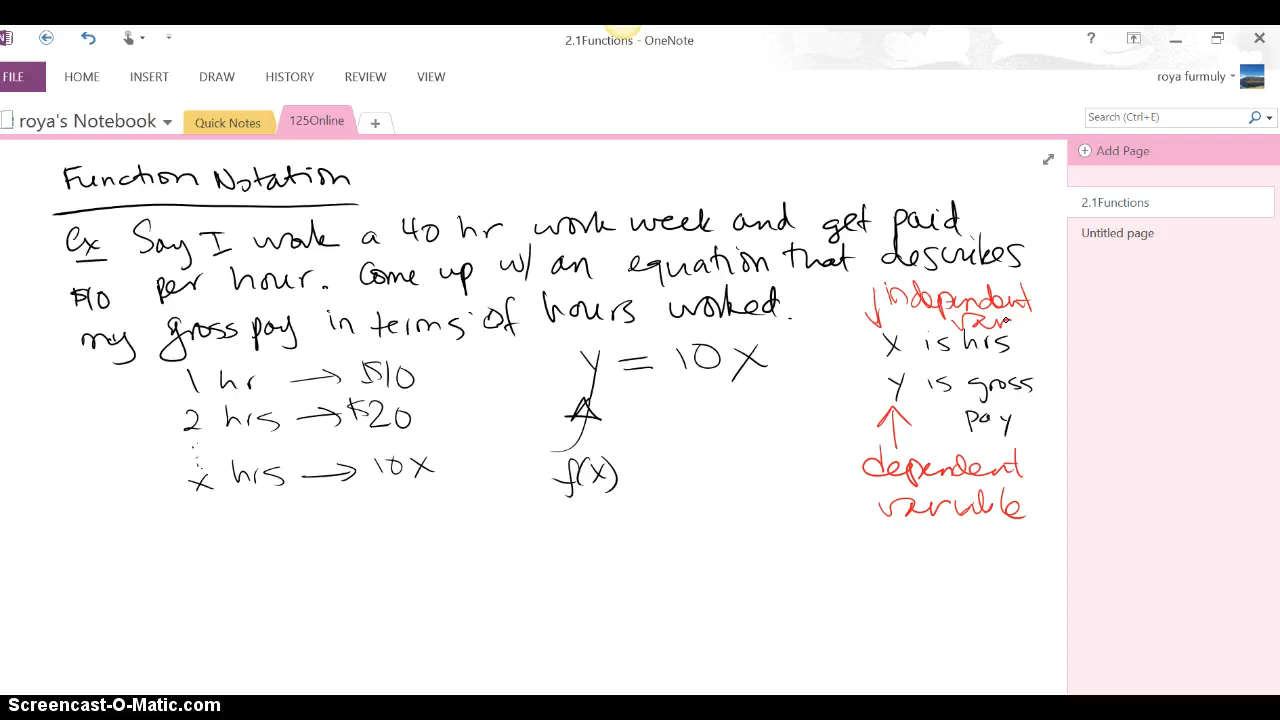 2.1Functions - OneNote
?
FILE HOME INSERT DRAW HISTORY REVIEW VIEW
roya furmuly
roya's Notebook Quick Notes 125Online +
Search (Ctrl+E)
Add Page
2.1Functions
Untitled page
Function Notation
Ex Say I work a 40 hr work week and get paid
$10 per hour. Come up w/ an equation that describes
my gross pay in terms of hours worked.
independent
var
x is hrs
y is gross
pay
dependent
variable
1 hr → $10
2 hrs → $20
x hrs → 10x
y = 10x
f(x)
Screencast-O-Matic.com